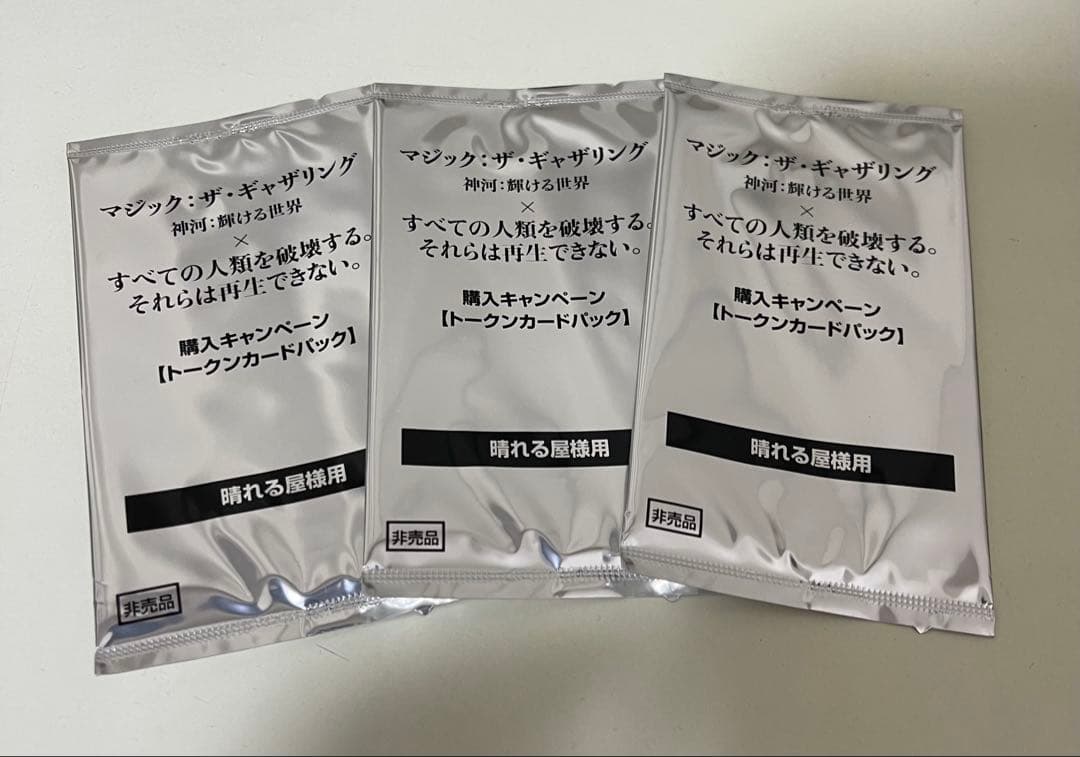 マジック：ザ・ギャザリング
神河：輝ける世界
×
すべての人類を破壊する。
それらは再生できない。
購入キャンペーン
【トークンカードパック】
晴れる屋様用
非売品
マジック：ザ・ギャザリング
神河：輝ける世界
×
すべての人類を破壊する。
それらは再生できない。
購入キャンペーン
【トークンカードパック】
晴れる屋様用
非売品
マジック：ザ・ギャザリング
神河：輝ける世界
×
すべての人類を破壊する。
それらは再生できない。
購入キャンペーン
【トークンカードパック】
晴れる屋様用
非売品